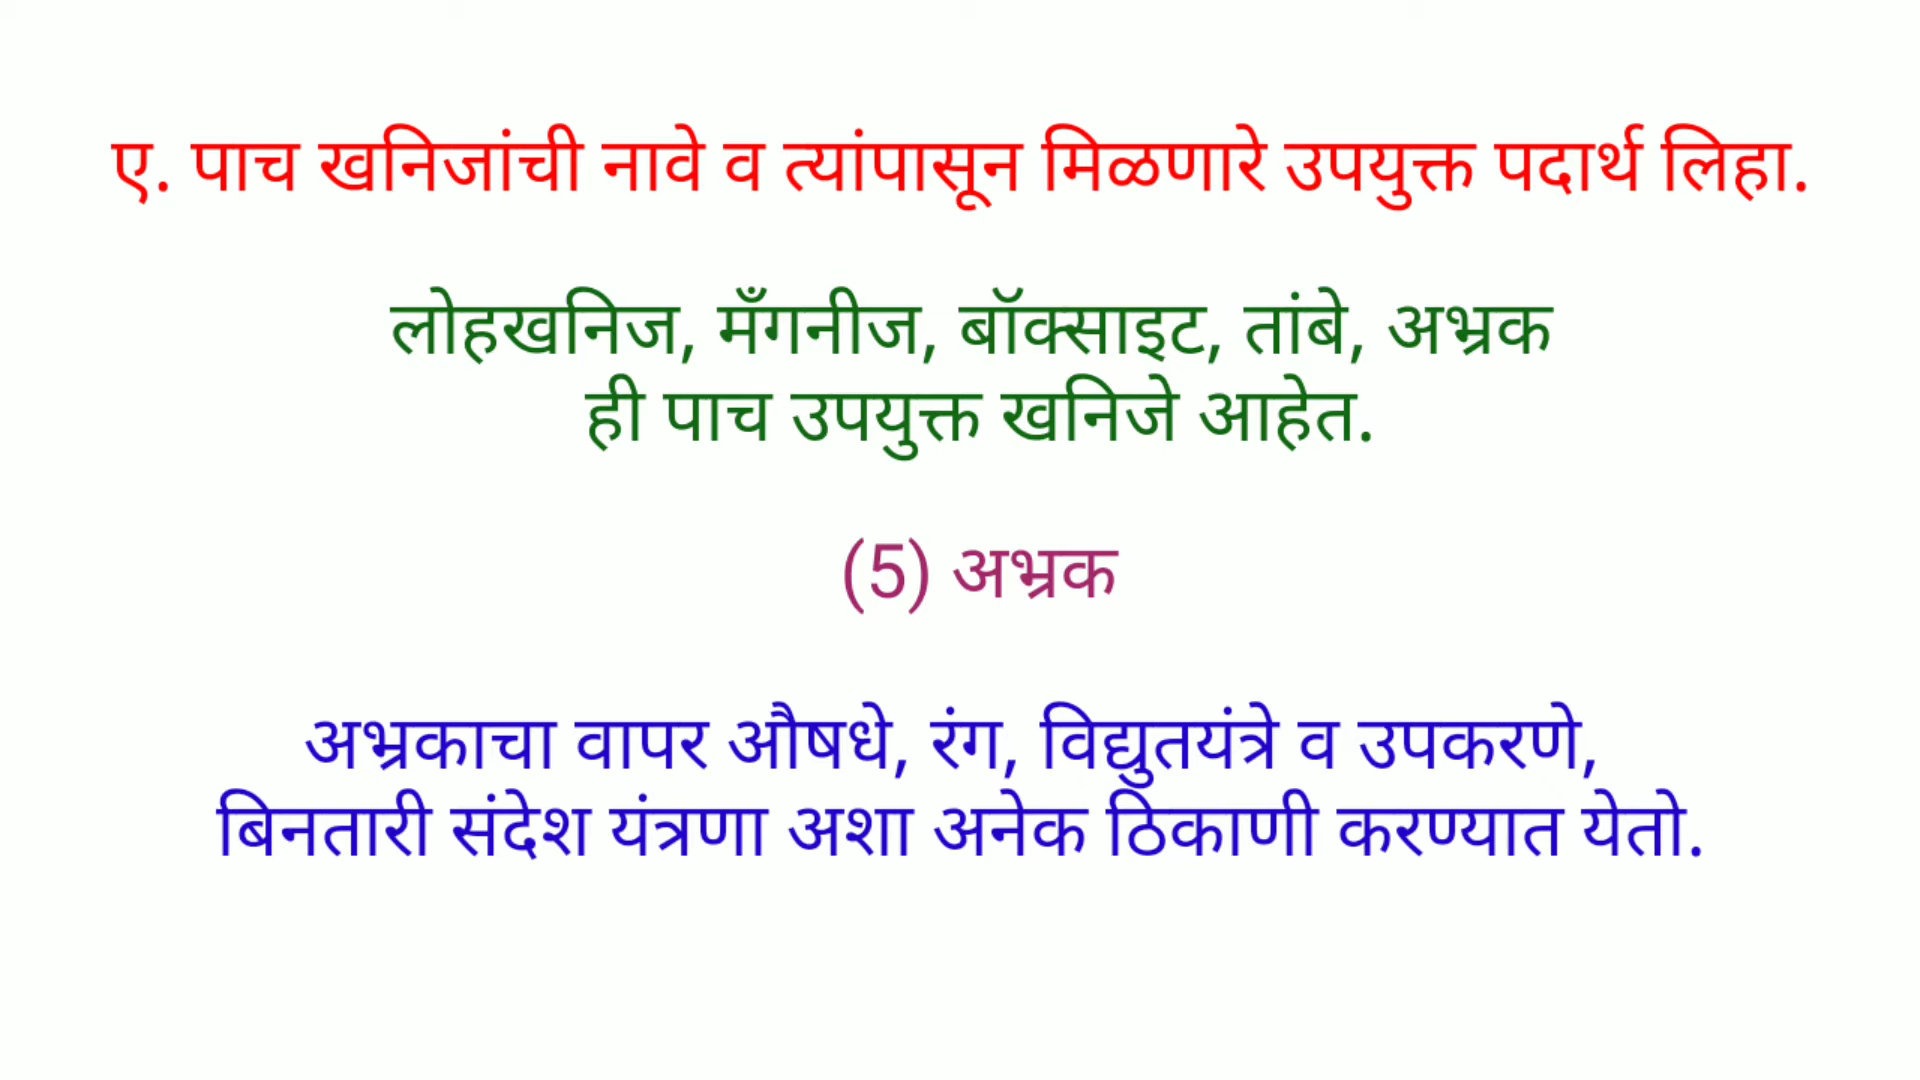 ए. पाच खनिजांची नावे व त्यांपासून मिळणारे उपयुक्त पदार्थ लिहा.
लोहखनिज, मँगनीज, बॉक्साइट, तांबे, अभ्रक
ही पाच उपयुक्त खनिजे आहेत.
(5) अभ्रक
अभ्रकाचा वापर औषधे, रंग, विद्युतयंत्रे व उपकरणे,
बिनतारी संदेश यंत्रणा अशा अनेक ठिकाणी करण्यात येतो.